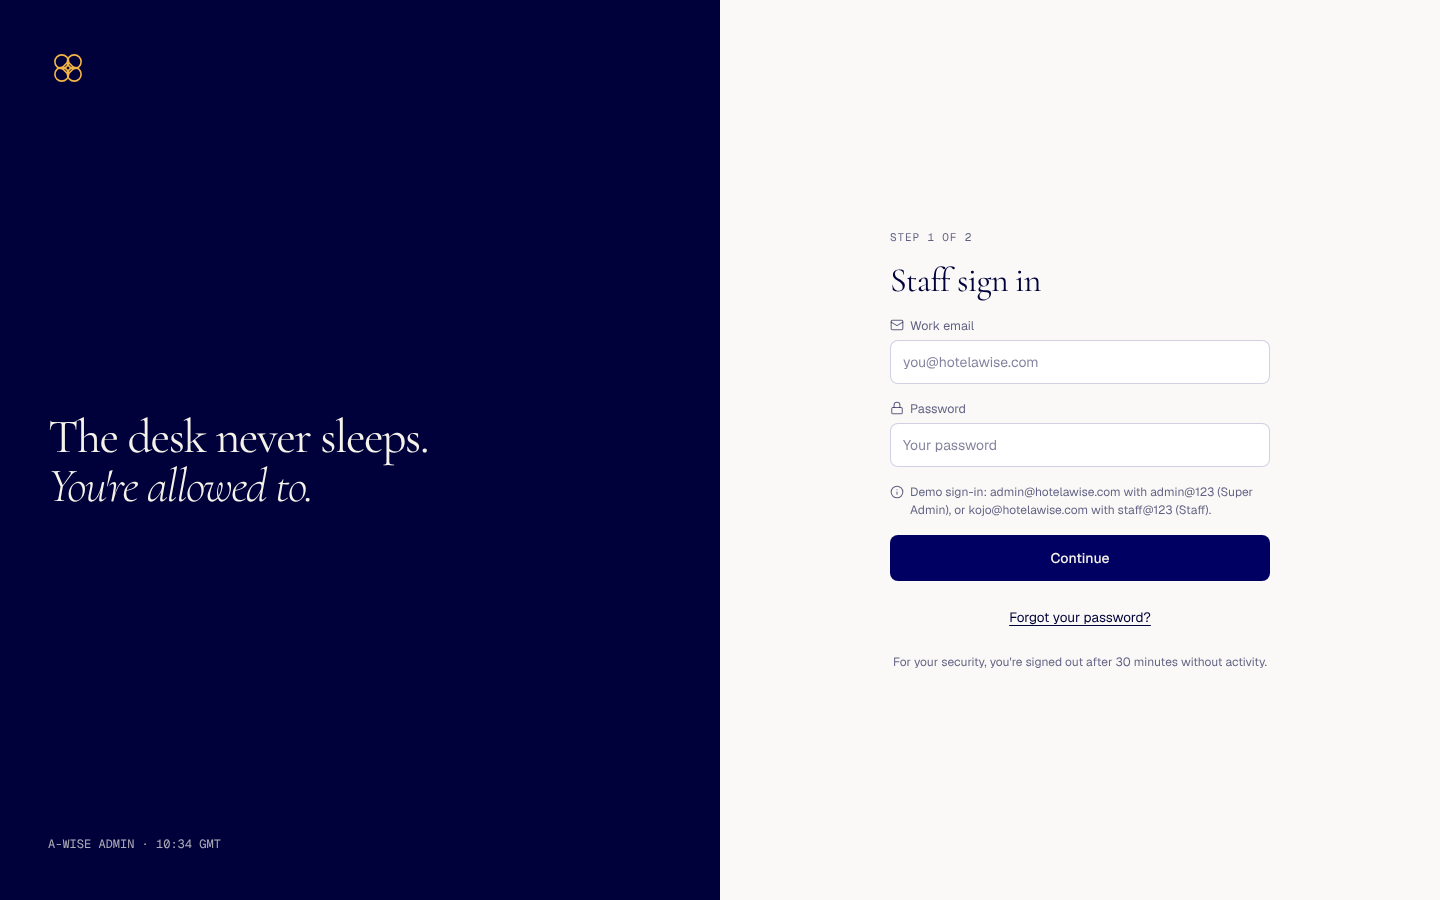 The desk never sleeps.
You're allowed to.
A-WISE ADMIN · 10:34 GMT
STEP 1 OF 2
Staff sign in
Work email
you@hotelawise.com
Password
Your password
Demo sign-in: admin@hotelawise.com with admin@123 (Super
Admin), or kojo@hotelawise.com with staff@123 (Staff).
Continue
Forgot your password?
For your security, you're signed out after 30 minutes without activity.